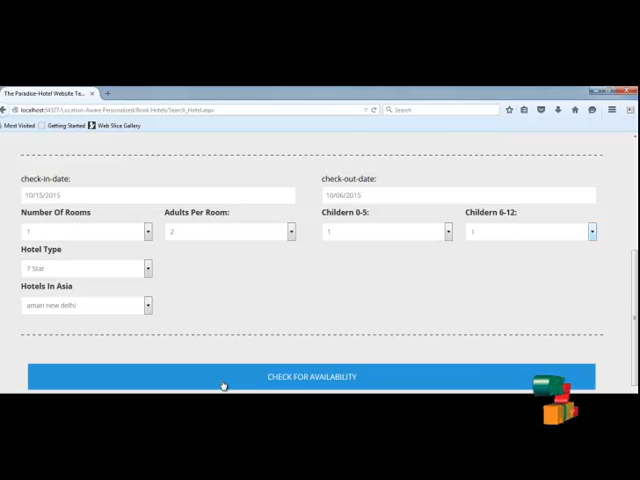 The Paradise-Hotel Website Te...
localhost:54327/Location-Aware Personalized/Book Hotels/Search_Hotel.aspx
Search
Most Visited Getting Started Web Slice Gallery
check-in-date: check-out-date:
10/15/2015 10/06/2015
Number Of Rooms Adults Per Room: Childern 0-5: Childern 6-12:
1 2 1 1
Hotel Type
7 Star
Hotels In Asia
aman new delhi
CHECK FOR AVAILABILITY